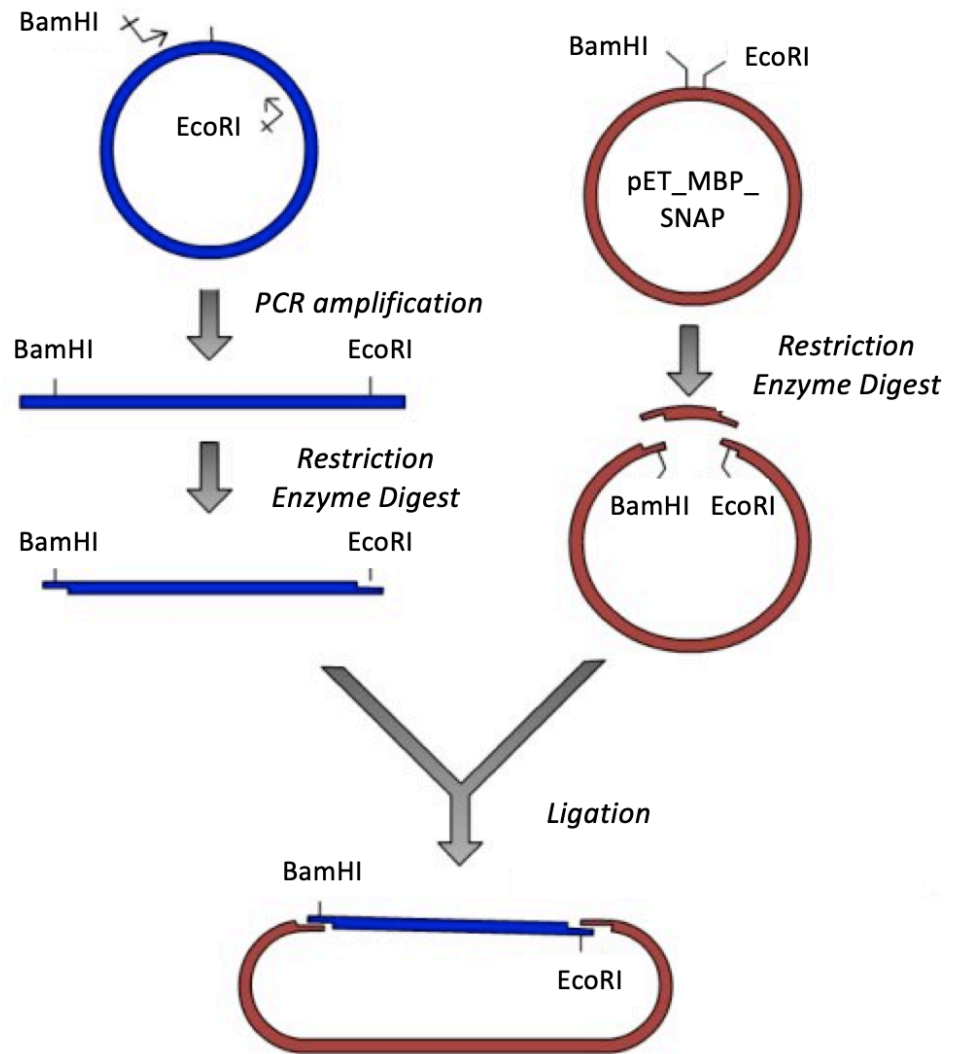 BamHI
EcoRI
PCR amplification
BamHI
EcoRI
Restriction
Enzyme Digest
BamHI
EcoRI
BamHI
EcoRI
pET_MBP_
SNAP
Restriction
Enzyme Digest
BamHI
EcoRI
Ligation
BamHI
EcoRI